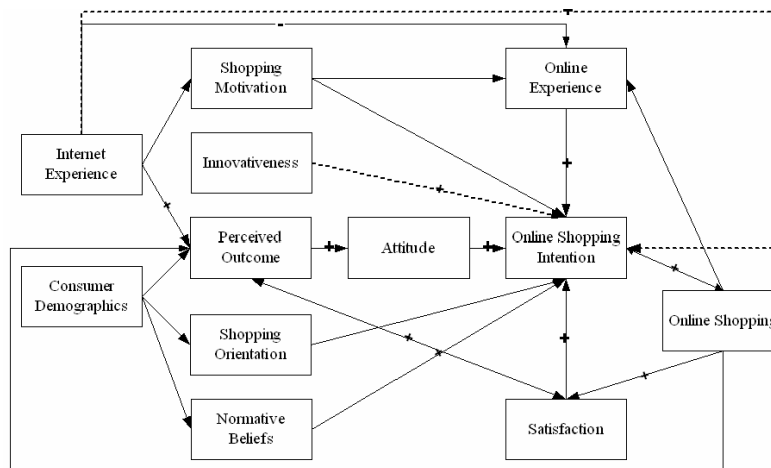 +
-
Shopping
Motivation
Online
Experience
Internet
Experience
Innovativeness
+
+
+
Perceived
Outcome
+
Attitude
+
Online Shopping
Intention
+
Consumer
Demographics
Online Shopping
Shopping
Orientation
+
+
+
+
Normative
Beliefs
Satisfaction